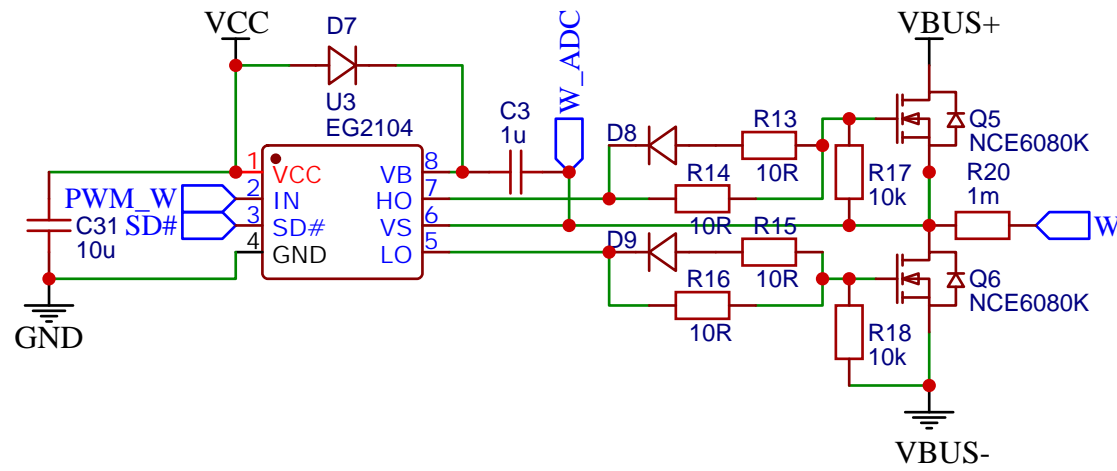 VCC
D7
W_ADC
VBUS+
U3
EG2104
C3
1u
D8
R13
10R
Q5
NCE6080K
1
VCC
VB
8
PWM_W
2
IN
HO
7
R14
10R
R17
10k
R20
1m
SD#
3
SD#
VS
6
W
C31
10u
4
GND
LO
5
D9
R15
10R
R16
10R
Q6
NCE6080K
R18
10k
GND
VBUS-